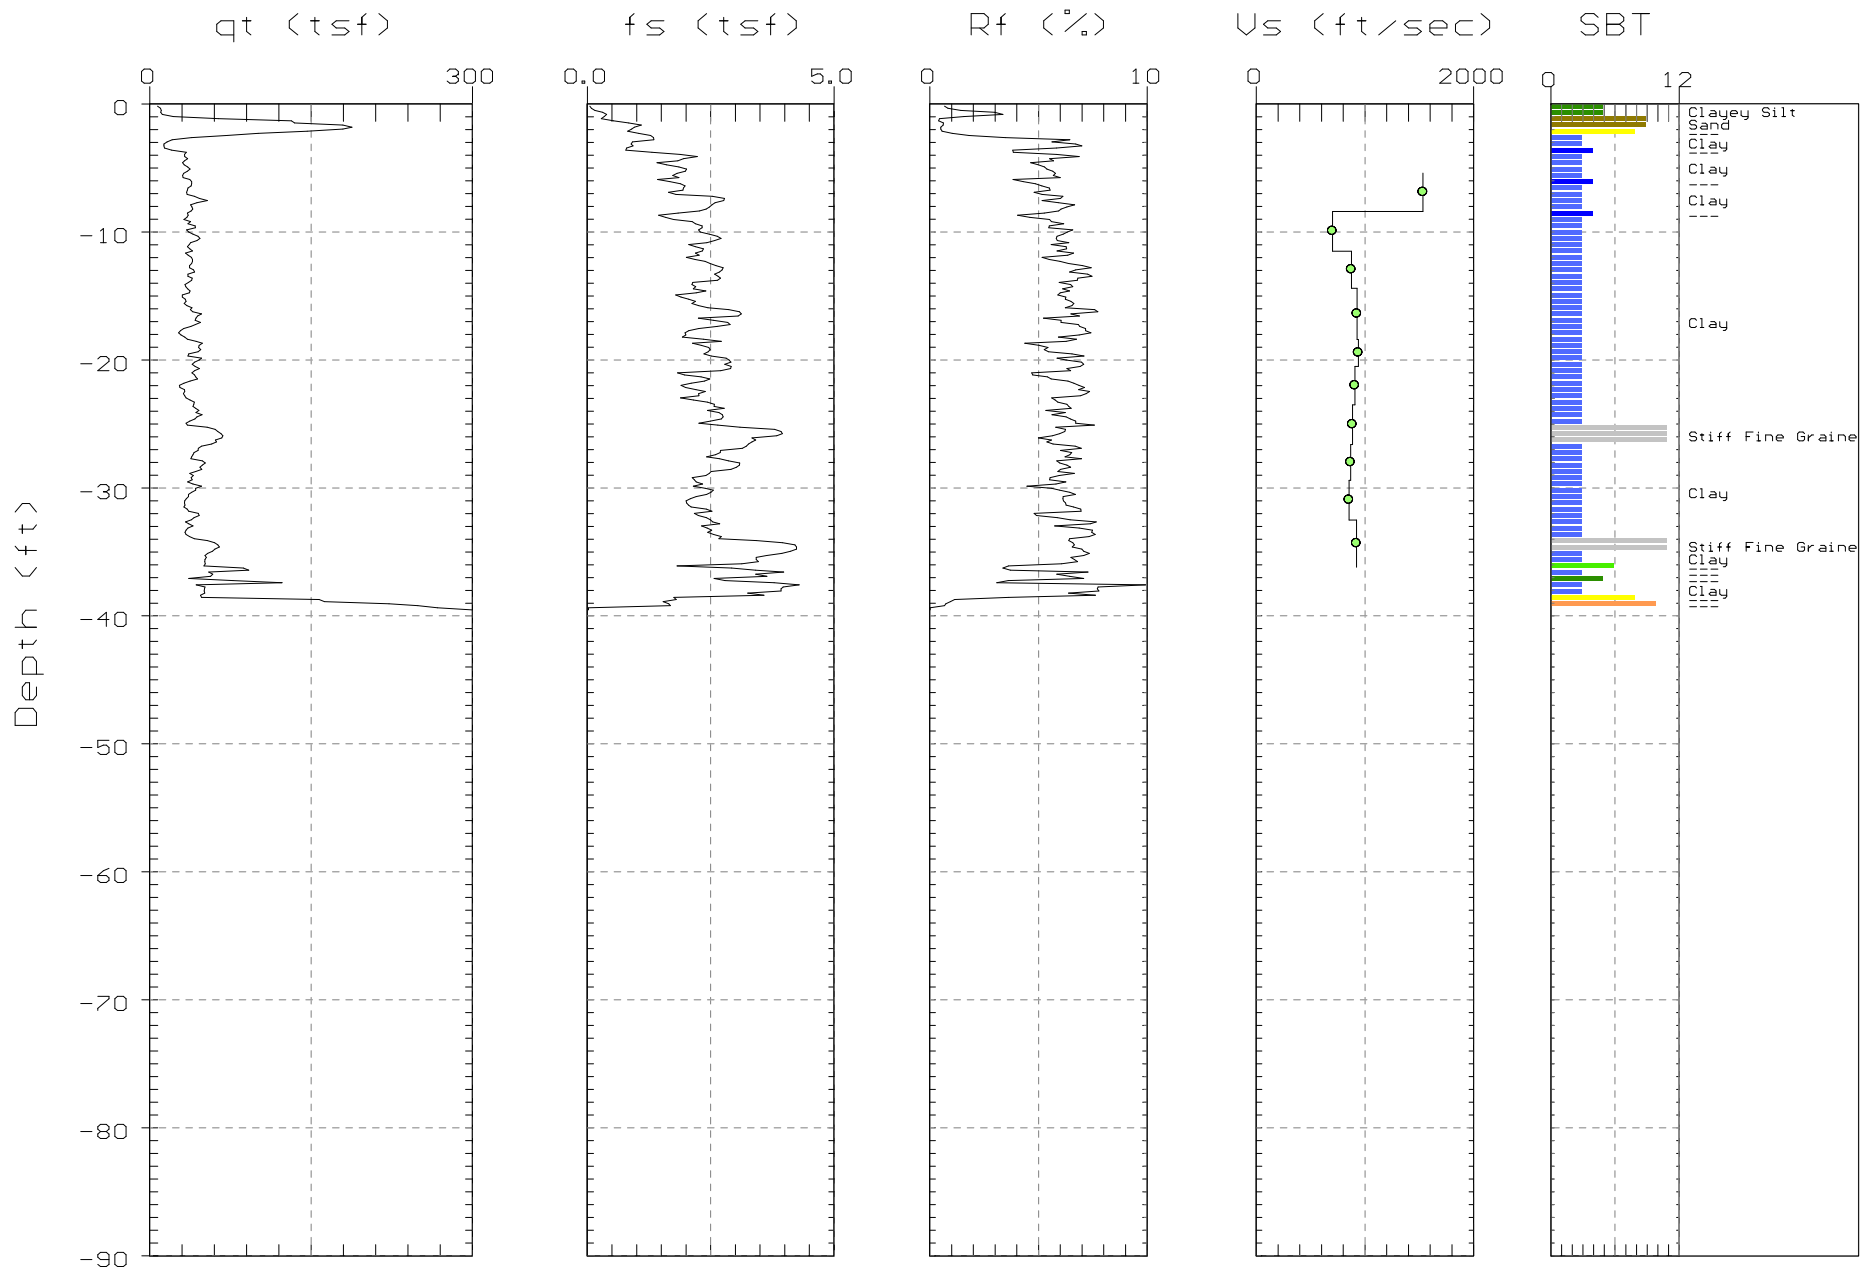 qt (tsf) fs (tsf) Rf (%) Vs (ft/sec) SBT
0 300 0.0 5.0 0 10 0 2000 0 12
0
-10
-20
-30
-40
-50
-60
-70
-80
-90
Depth (ft)
Clayey Silt
Sand
---
Clay
---
Clay
---
Clay
---
Clay
Stiff Fine Graine
Clay
Stiff Fine Graine
Clay
---
---
---
Clay
---
---